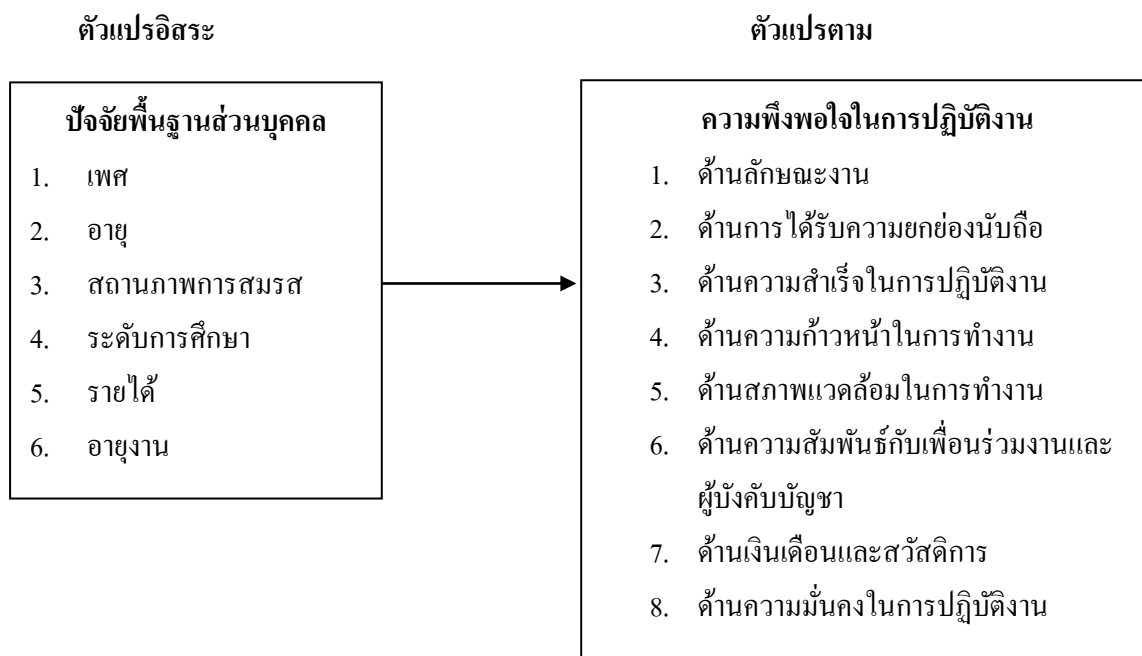 ตัวแปรอิสระ
ตัวแปรตาม
ปัจจัยพื้นฐานส่วนบุคคล
1. เพศ
2. อายุ
3. สถานภาพการสมรส
4. ระดับการศึกษา
5. รายได้
6. อายุงาน
ความพึงพอใจในการปฏิบัติงาน
1. ด้านลักษณะงาน
2. ด้านการได้รับความยกย่องนับถือ
3. ด้านความสำเร็จในการปฏิบัติงาน
4. ด้านความก้าวหน้าในการทำงาน
5. ด้านสภาพแวดล้อมในการทำงาน
6. ด้านความสัมพันธ์กับเพื่อนร่วมงานและ
ผู้บังคับบัญชา
7. ด้านเงินเดือนและสวัสดิการ
8. ด้านความมั่นคงในการปฏิบัติงาน